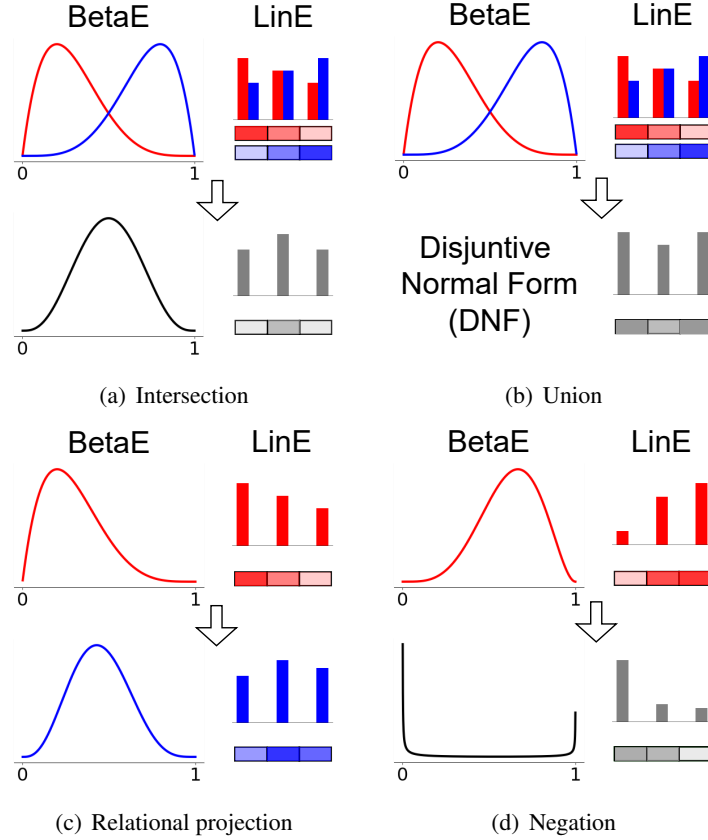 BetaE LinE
0 1
0 1
(a) Intersection
BetaE LinE
0 1
Disjuntive
Normal Form
(DNF)
(b) Union
BetaE LinE
0 1
0 1
(c) Relational projection
BetaE LinE
0 1
0 1
(d) Negation